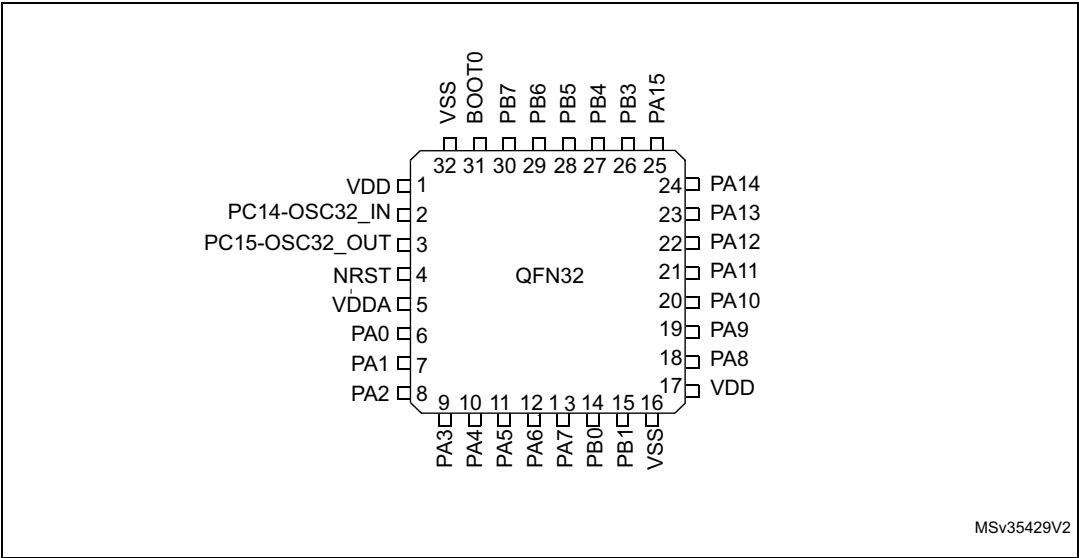 VSS
BOOT0
PB7
PB6
PB5
PB4
PB3
PA15
32 31 30 29 28 27 26 25
VDD 1
PC14-OSC32_IN 2
PC15-OSC32_OUT 3
NRST 4
VDDA 5
PA0 6
PA1 7
PA2 8
QFN32
24 PA14
23 PA13
22 PA12
21 PA11
20 PA10
19 PA9
18 PA8
17 VDD
9 10 11 12 13 14 15 16
PA3
PA4
PA5
PA6
PA7
PB0
PB1
VSS
MSv35429V2